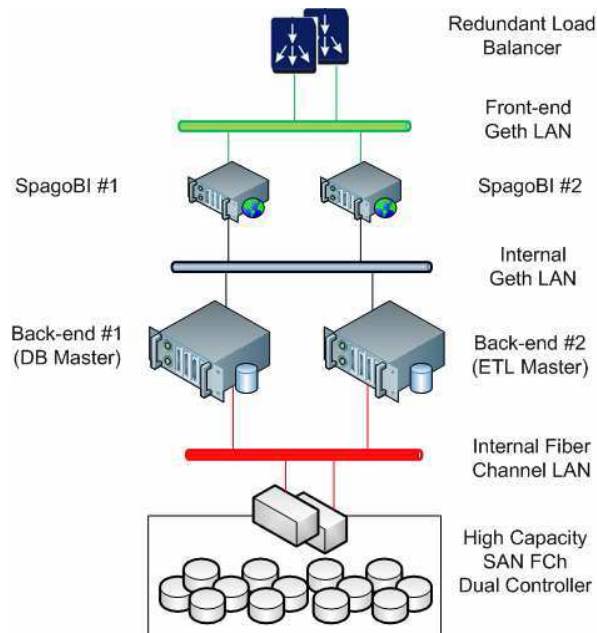 Redundant Load
Balancer
Front-end
Geth LAN
SpagoBI #1
SpagoBI #2
Internal
Geth LAN
Back-end #1
(DB Master)
Back-end #2
(ETL Master)
Internal Fiber
Channel LAN
High Capacity
SAN FCh
Dual Controller